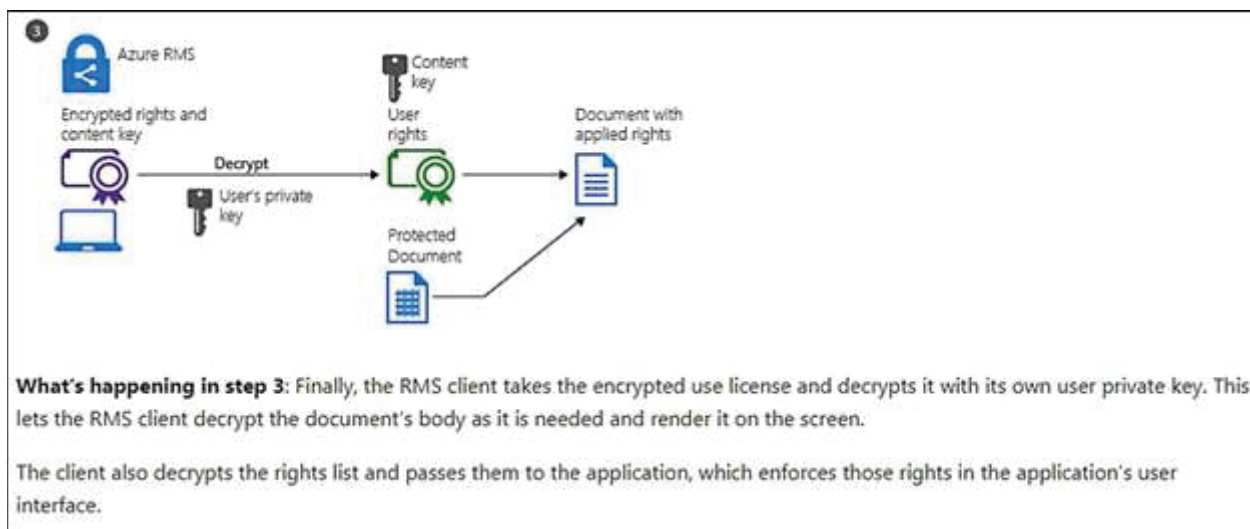 3
Azure RMS
Content
key
Encrypted rights and
content key
User
rights
Document with
applied rights
Decrypt
User's private
key
Protected
Document
What's happening in step 3: Finally, the RMS client takes the encrypted use license and decrypts it with its own user private key. This
lets the RMS client decrypt the document's body as it is needed and render it on the screen.
The client also decrypts the rights list and passes them to the application, which enforces those rights in the application's user
interface.